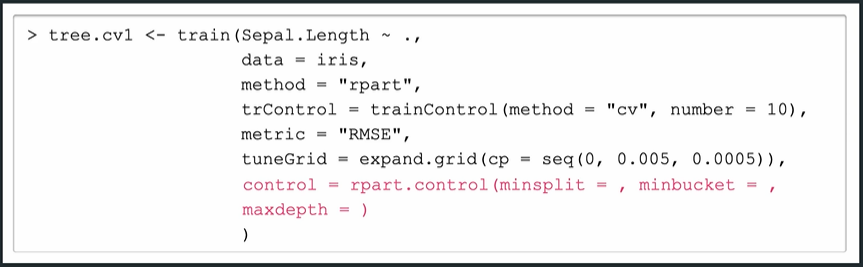 > tree.cv1 <- train(Sepal.Length ~ .,
data = iris,
method = "rpart",
trControl = trainControl(method = "cv", number = 10),
metric = "RMSE",
tuneGrid = expand.grid(cp = seq(0, 0.005, 0.0005)),
control = rpart.control(minsplit = , minbucket = ,
maxdepth = )
)